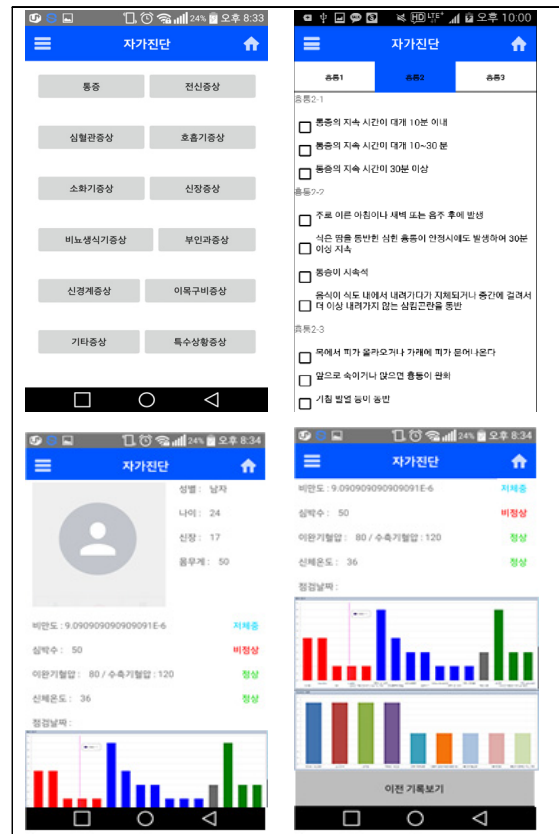 24% 오후 8:33
자가진단
통증 전신증상
심혈관증상 호흡기증상
소화기증상 신장증상
비뇨생식기증상 부인과증상
신경계증상 이목구비증상
기타증상 특수상황증상
HD LTE+ 오후 10:00
자가진단
흉통1 흉통2 흉통3
흉통2-1
통증의 지속 시간이 대개 10분 이내
통증의 지속 시간이 대개 10~30 분
통증의 지속 시간이 30분 이상
흉통2-2
주로 이른 아침이나 새벽 또는 음주 후에 발생
식은 땀을 동반한 심한 흉통이 안정시에도 발생하여 30분
이상 지속
통증이 지속적
음식이 식도 내에서 내려가다가 지체되거나 중간에 걸려서
더 이상 내려가지 않는 삼킴곤란을 동반
흉통2-3
목에서 피가 올라오거나 가래에 피가 묻어나온다
앞으로 숙이거나 앉으면 흉통이 완화
기침 발열 등이 동반
24% 오후 8:34
자가진단
성별 : 남자
나이 : 24
신장 : 17
몸무게 : 50
비만도 : 9.090909090909091E-6 저체중
심박수 : 50 비정상
이완기혈압 : 80 / 수축기혈압 : 120 정상
신체온도 : 36 정상
점검날짜 :
24% 오후 8:34
자가진단
비만도 : 9.090909090909091E-6 저체중
심박수 : 50 비정상
이완기혈압 : 80 / 수축기혈압 : 120 정상
신체온도 : 36 정상
점검날짜 :
이전 기록보기